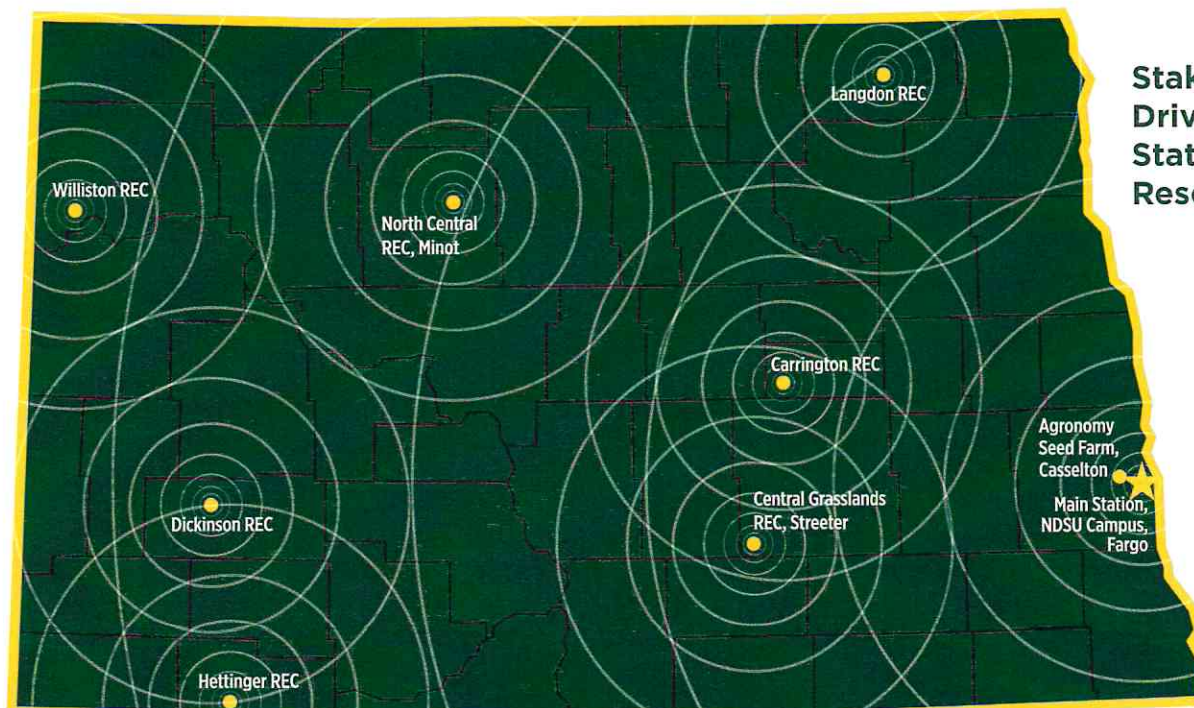 Langdon REC
Williston REC
North Central
REC, Minot
Carrington REC
Agronomy
Seed Farm,
Casselton
Main Station,
NDSU Campus,
Fargo
Central Grasslands
REC, Streeter
Dickinson REC
Hettinger REC